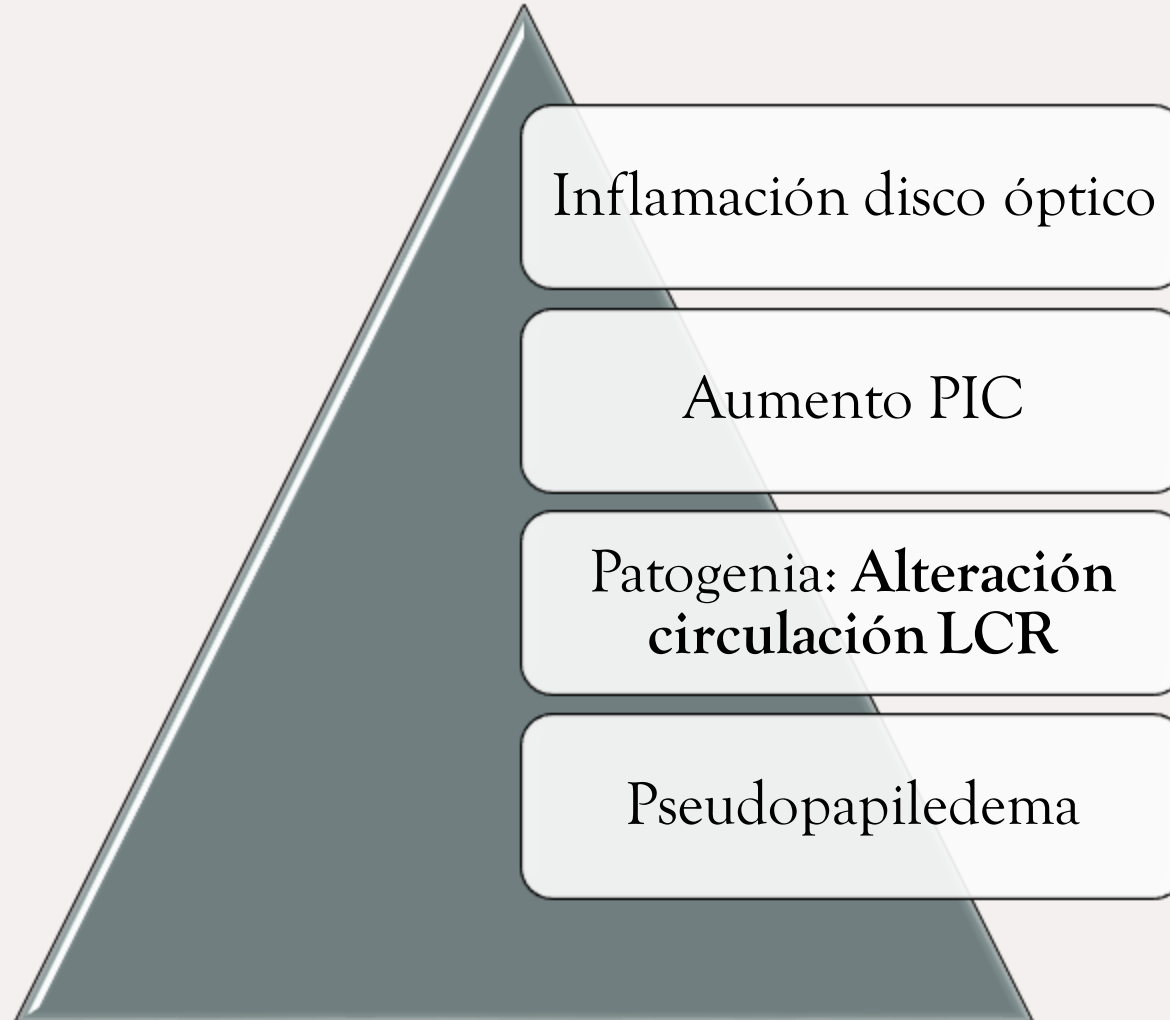 Inflamación disco óptico
Aumento PIC
Patogenia: Alteración
circulación LCR
Pseudopapiledema